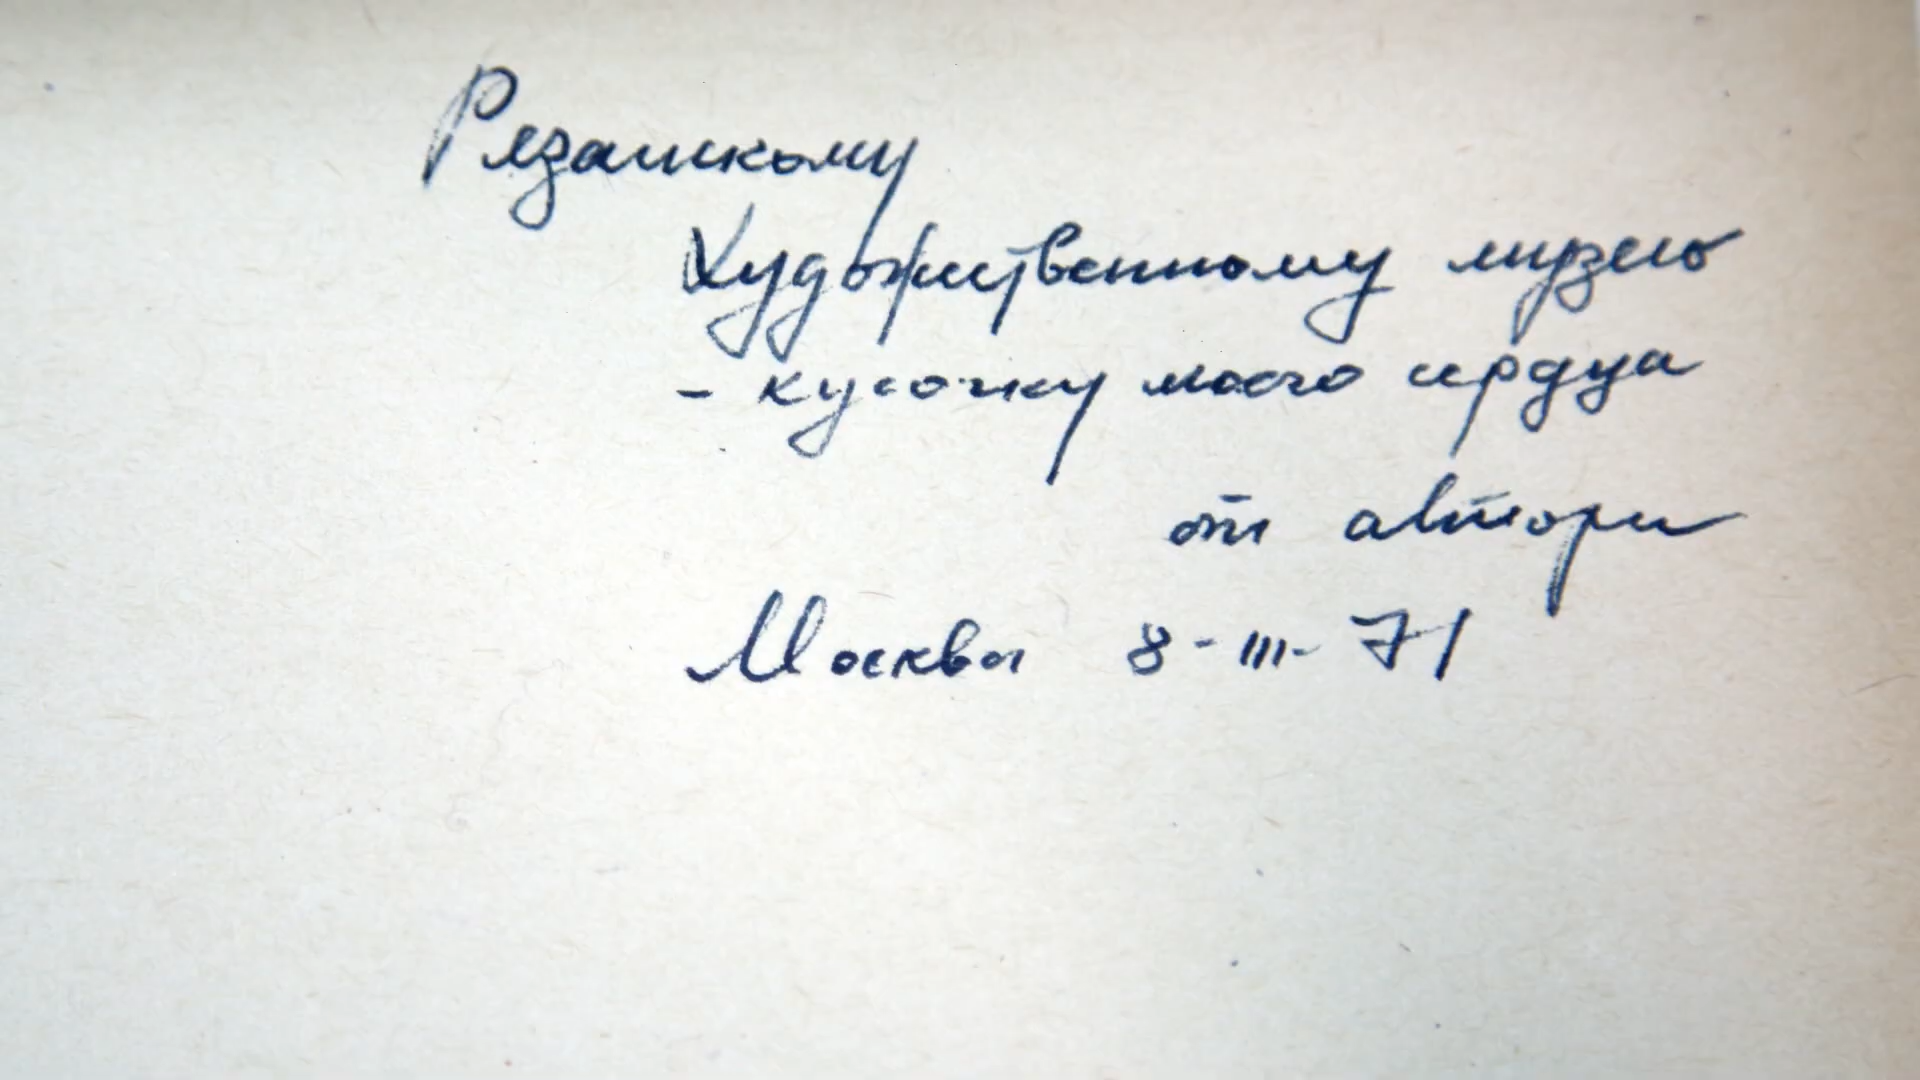 Рязанскому
Художественному музею
- кусочку моего сердца
от автора
Москва 8-III-71